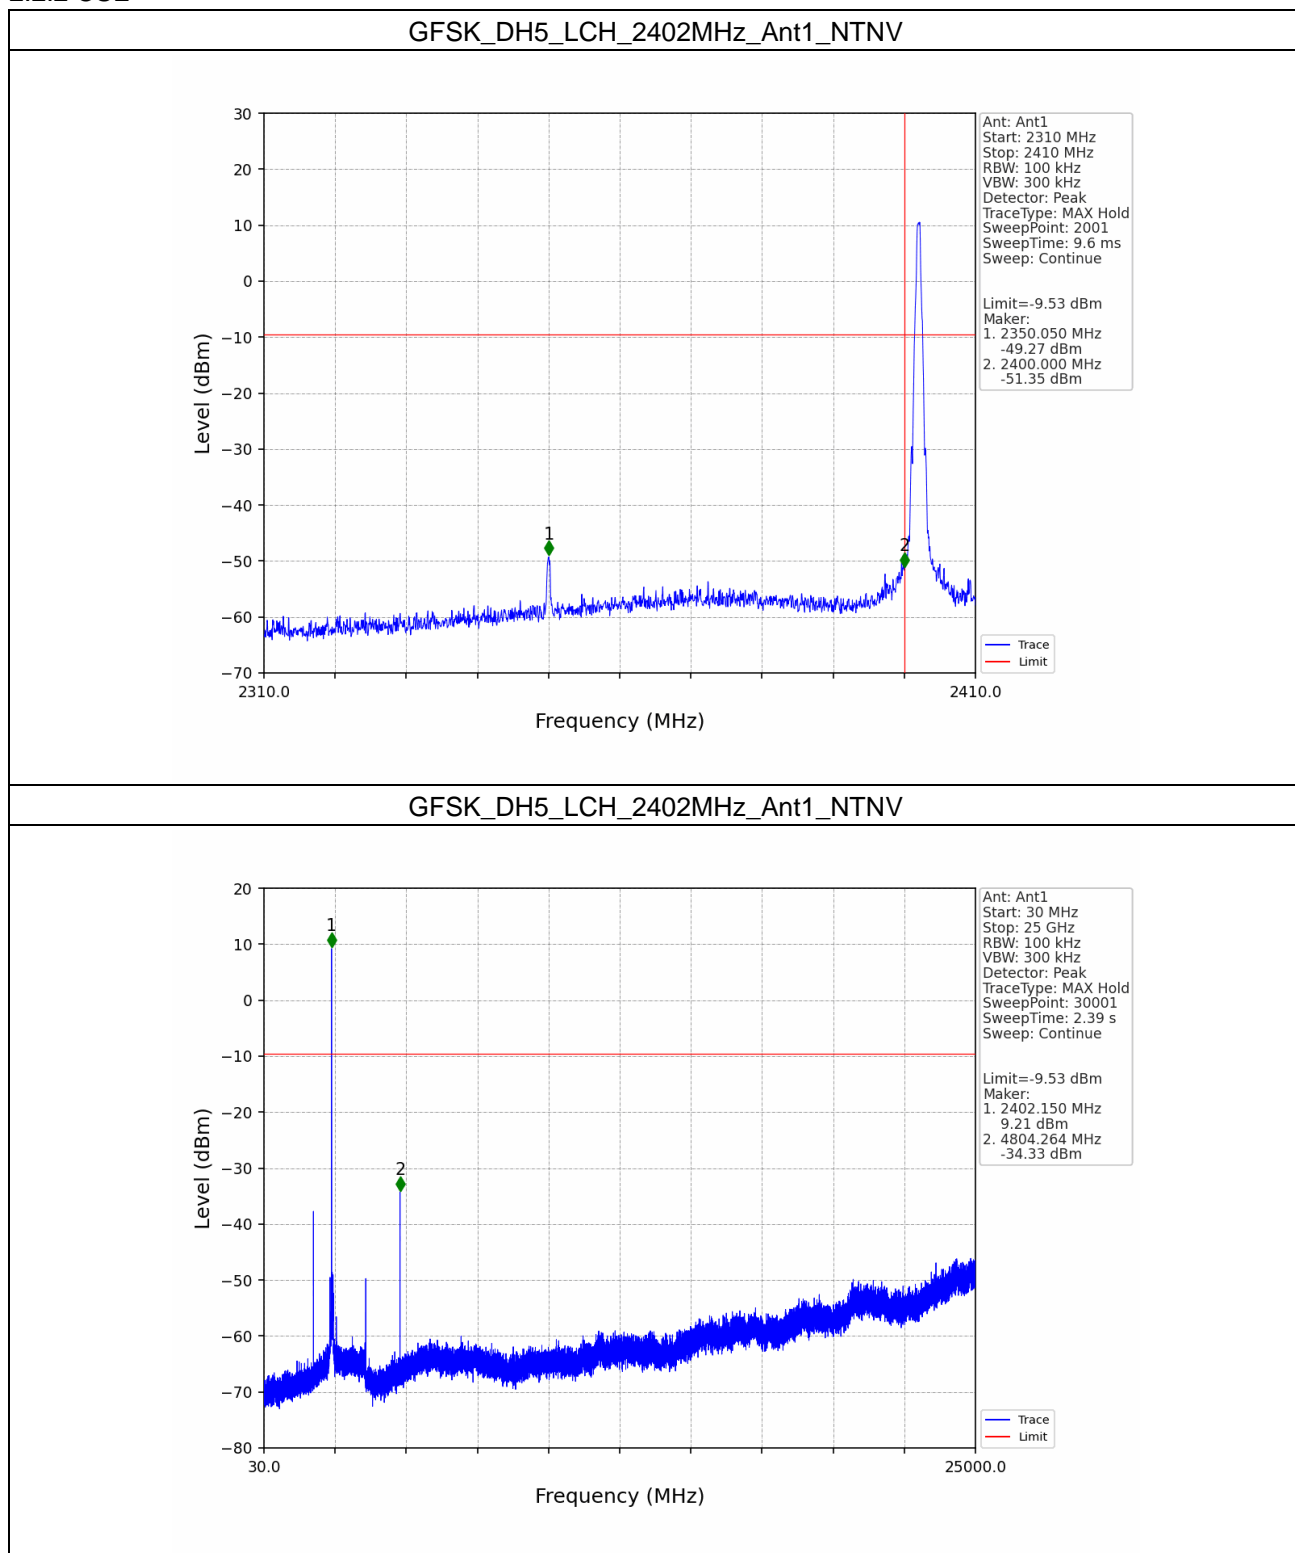 GFSK_DH5_LCH_2402MHz_Ant1_NTNV
30
20
10
0
−10
−20
−30
−40
−50
−60
−70
Level (dBm)
2310.0
2410.0
Frequency (MHz)
1
2
Ant: Ant1
Start: 2310 MHz
Stop: 2410 MHz
RBW: 100 kHz
VBW: 300 kHz
Detector: Peak
TraceType: MAX Hold
SweepPoint: 2001
SweepTime: 9.6 ms
Sweep: Continue
Limit=-9.53 dBm
Maker:
1. 2350.050 MHz
-49.27 dBm
2. 2400.000 MHz
-51.35 dBm
Trace
Limit
GFSK_DH5_LCH_2402MHz_Ant1_NTNV
20
10
0
−10
−20
−30
−40
−50
−60
−70
−80
Level (dBm)
30.0
25000.0
Frequency (MHz)
1
2
Ant: Ant1
Start: 30 MHz
Stop: 25 GHz
RBW: 100 kHz
VBW: 300 kHz
Detector: Peak
TraceType: MAX Hold
SweepPoint: 30001
SweepTime: 2.39 s
Sweep: Continue
Limit=-9.53 dBm
Maker:
1. 2402.150 MHz
9.21 dBm
2. 4804.264 MHz
-34.33 dBm
Trace
Limit